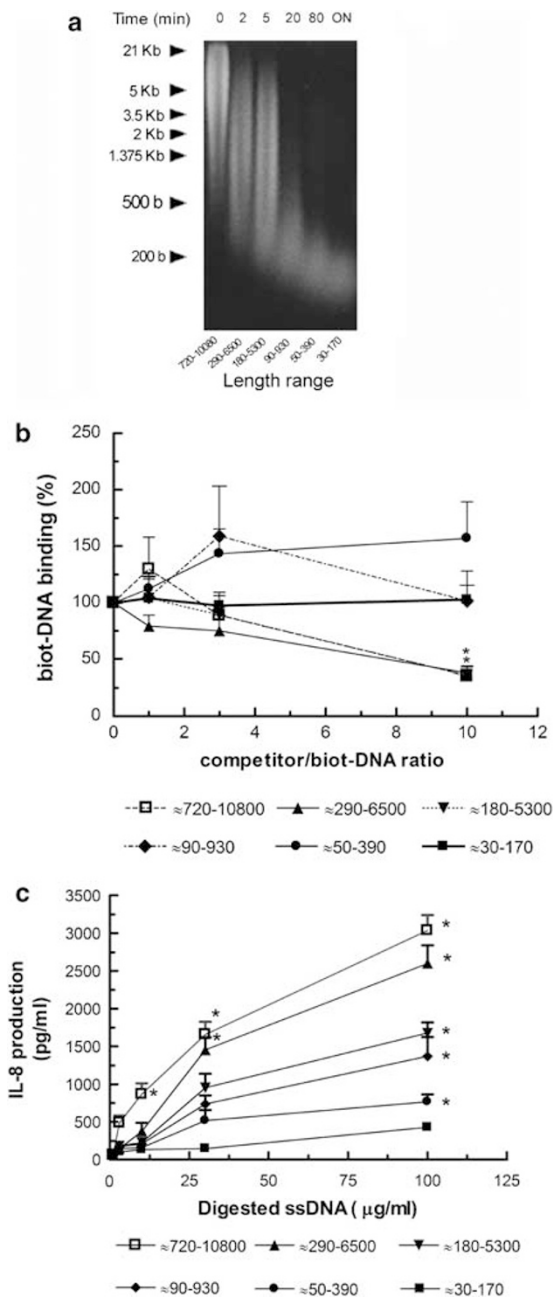 a
Time (min) 0 2 5 20 80 ON
21 Kb
5 Kb
3.5 Kb
2 Kb
1.375 Kb
500 b
200 b
720-10080 290-6500 180-5300 90-630 50-390 30-170
Length range
b
250
200
150
100
50
0
biot-DNA binding (%)
*
*
0 2 4 6 8 10 12
competitor/biot-DNA ratio
≈720-10800 ≈290-6500 ≈180-5300
≈90-930 ≈50-390 ≈30-170
c
3500
3000
2500
2000
1500
1000
500
0
IL-8 production
(pg/ml)
*
*
*
*
*
*
*
*
0 25 50 75 100 125
Digested ssDNA ( µg/ml)
≈720-10800 ≈290-6500 ≈180-5300
≈90-930 ≈50-390 ≈30-170